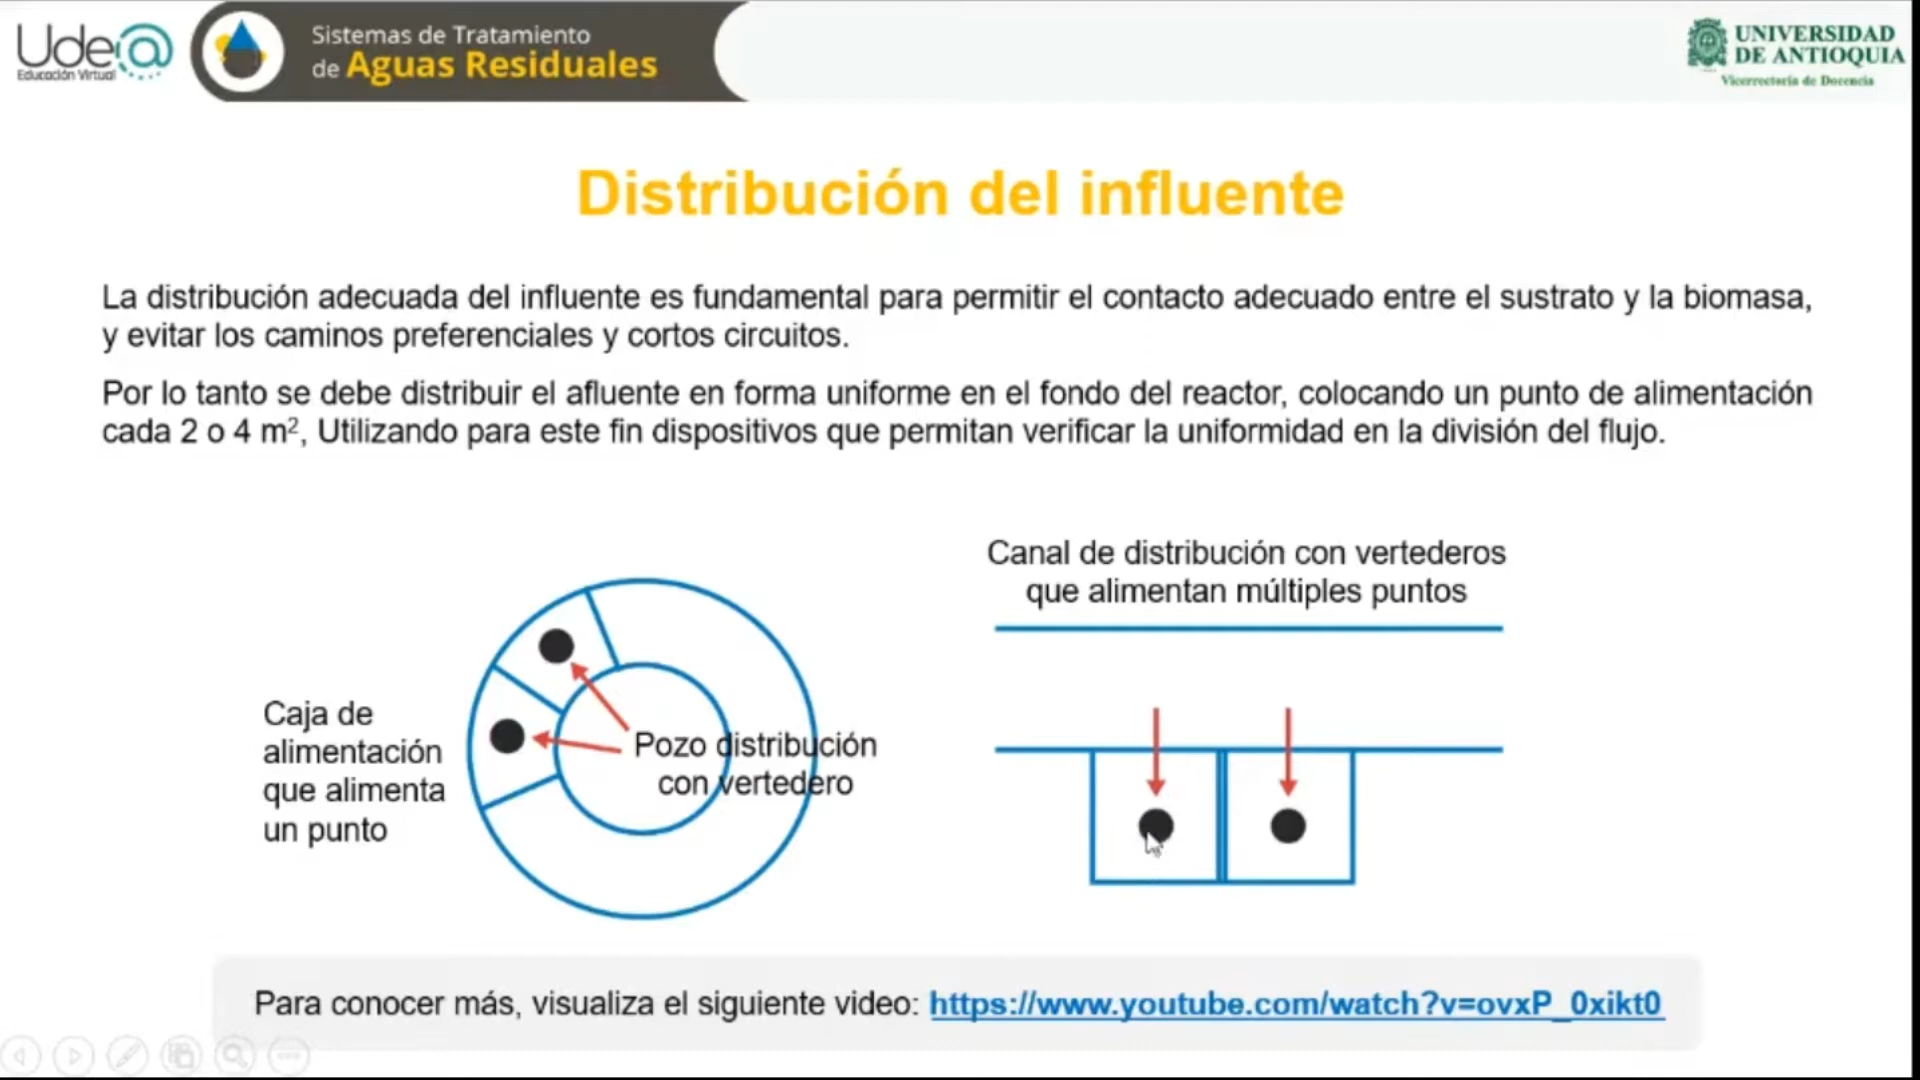 Ude@
Educación Virtual
Sistemas de Tratamiento
de Aguas Residuales
UNIVERSIDAD
DE ANTIOQUIA
Vicerrectoría de Docencia
Distribución del influente
La distribución adecuada del influente es fundamental para permitir el contacto adecuado entre el sustrato y la biomasa,
y evitar los caminos preferenciales y cortos circuitos.
Por lo tanto se debe distribuir el afluente en forma uniforme en el fondo del reactor, colocando un punto de alimentación
cada 2 o 4 m², Utilizando para este fin dispositivos que permitan verificar la uniformidad en la división del flujo.
Caja de
alimentación
que alimenta
un punto
Pozo distribución
con vertedero
Canal de distribución con vertederos
que alimentan múltiples puntos
Para conocer más, visualiza el siguiente video: https://www.youtube.com/watch?v=ovxP_0xikt0